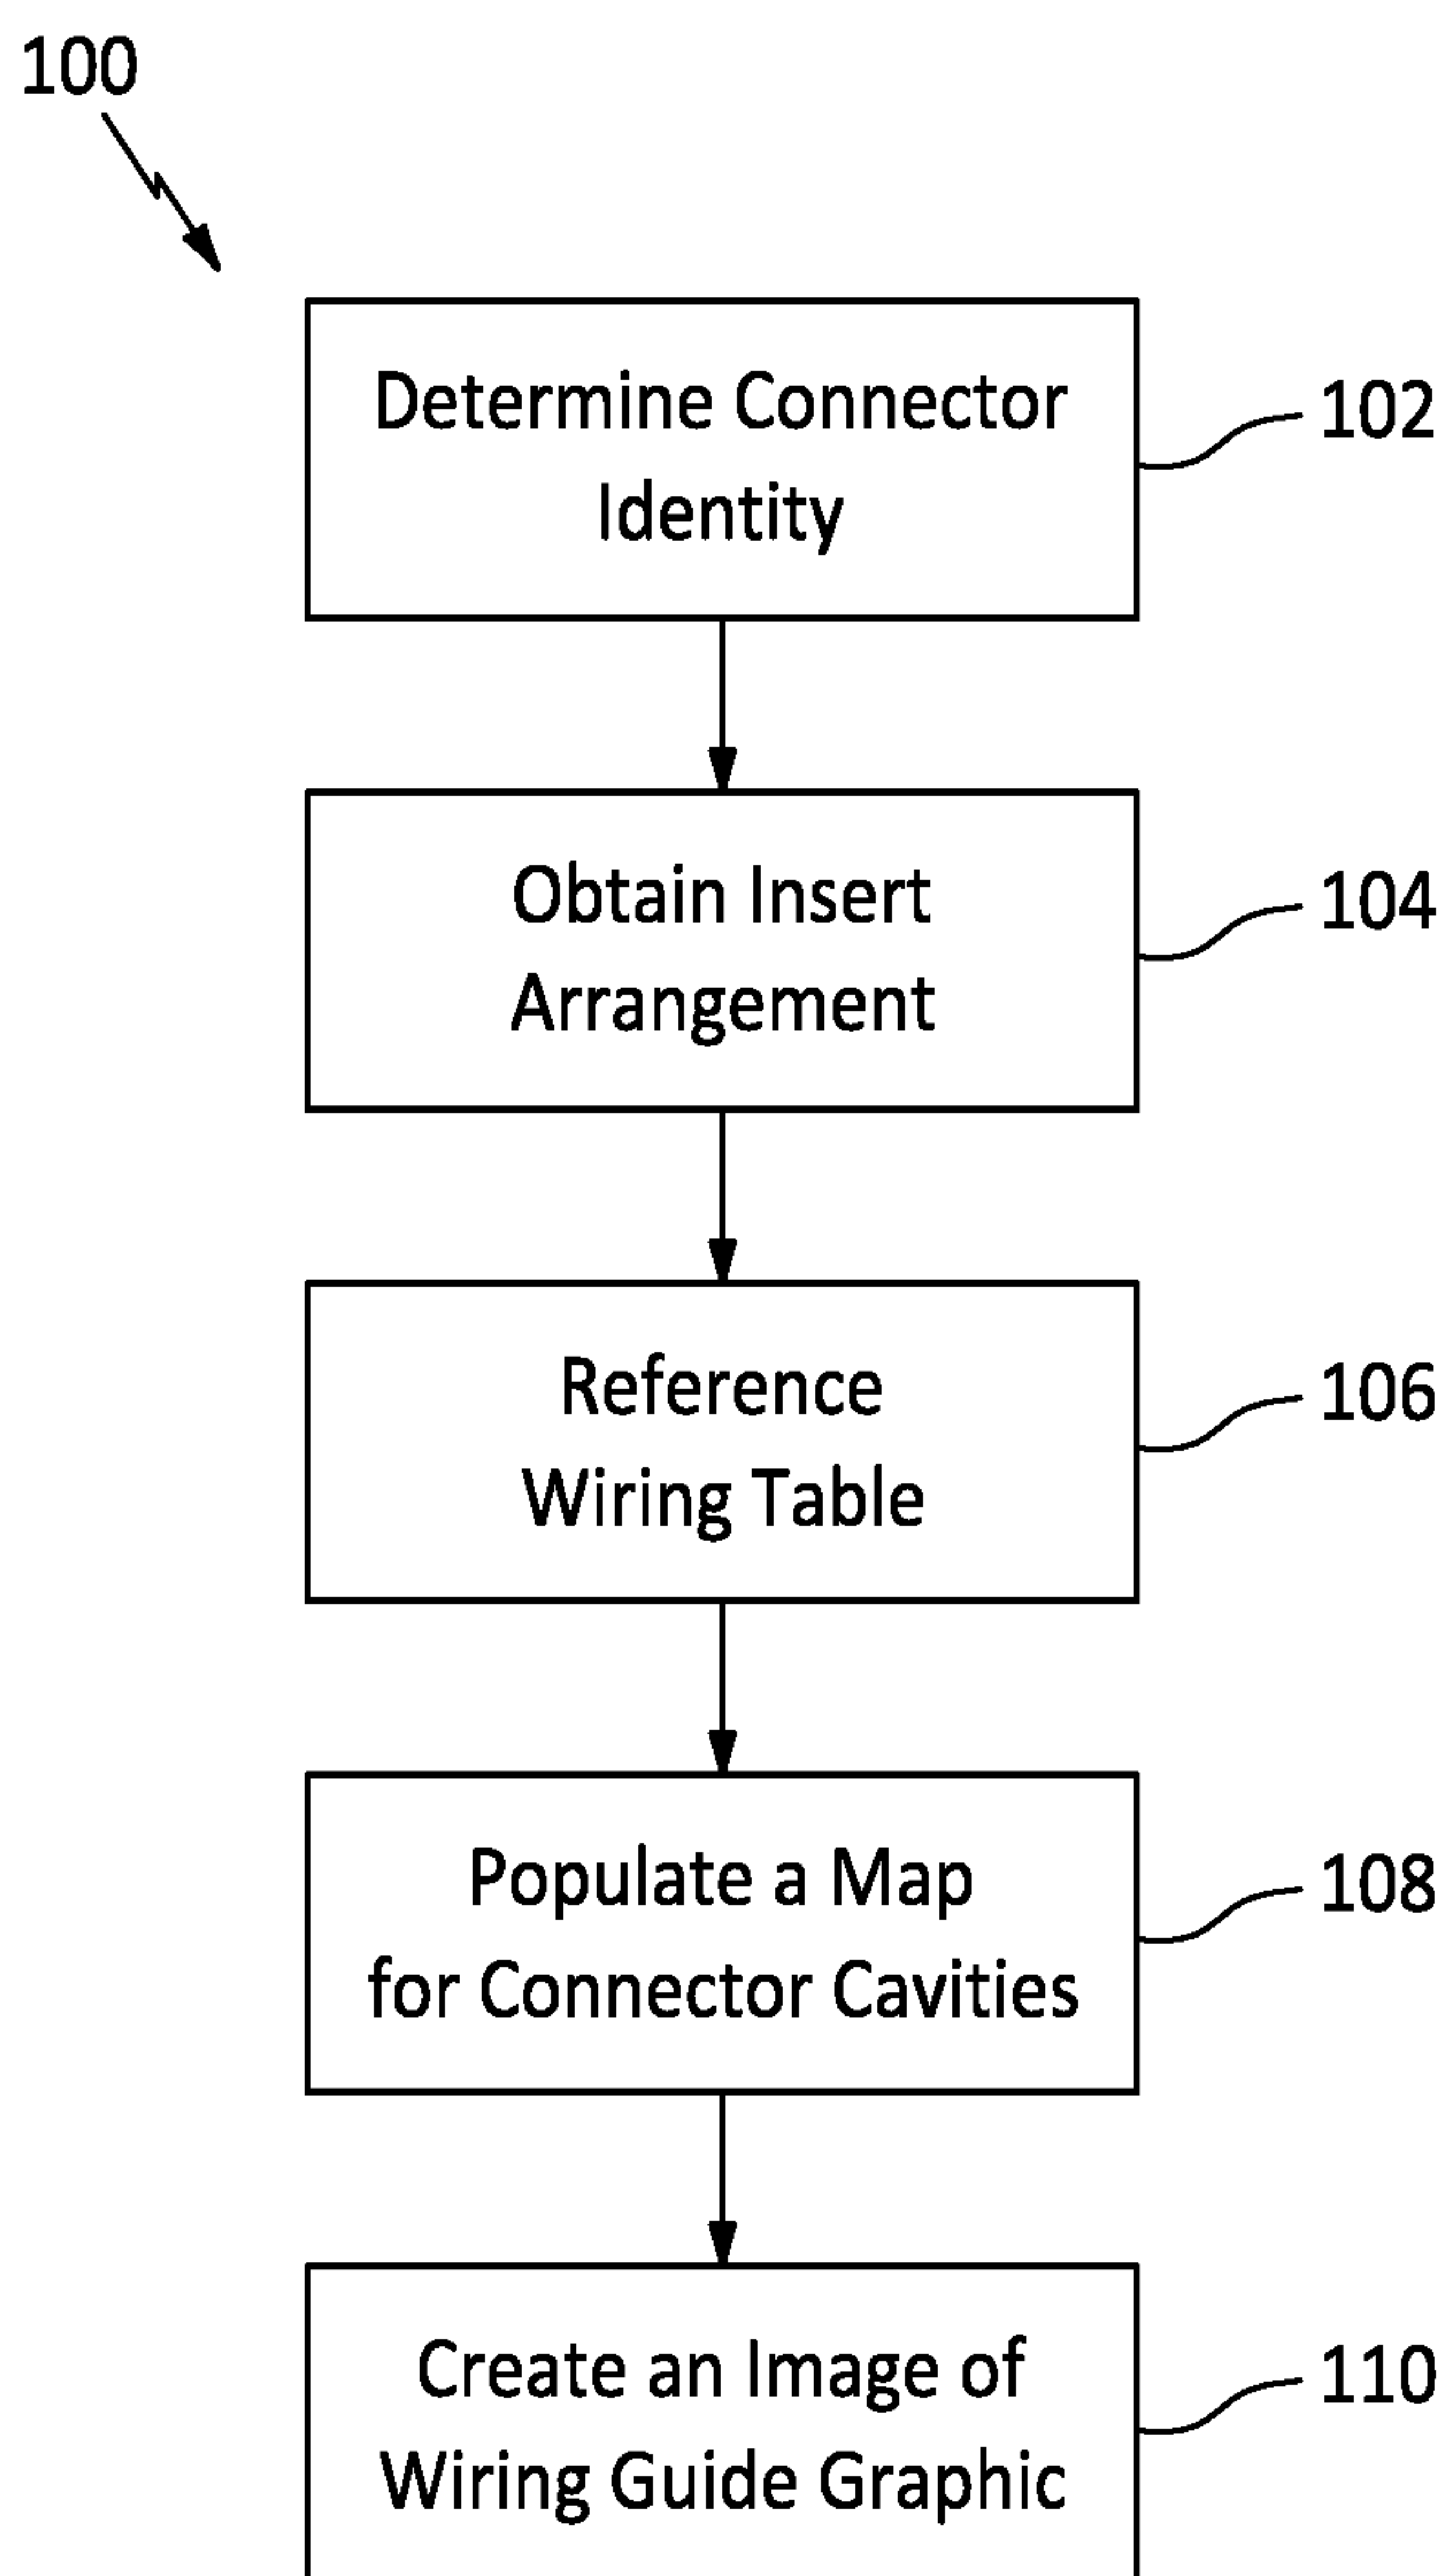 100
Determine Connector
Identity
102
Obtain Insert
Arrangement
104
Reference
Wiring Table
106
Populate a Map
for Connector Cavities
108
Create an Image of
Wiring Guide Graphic
110